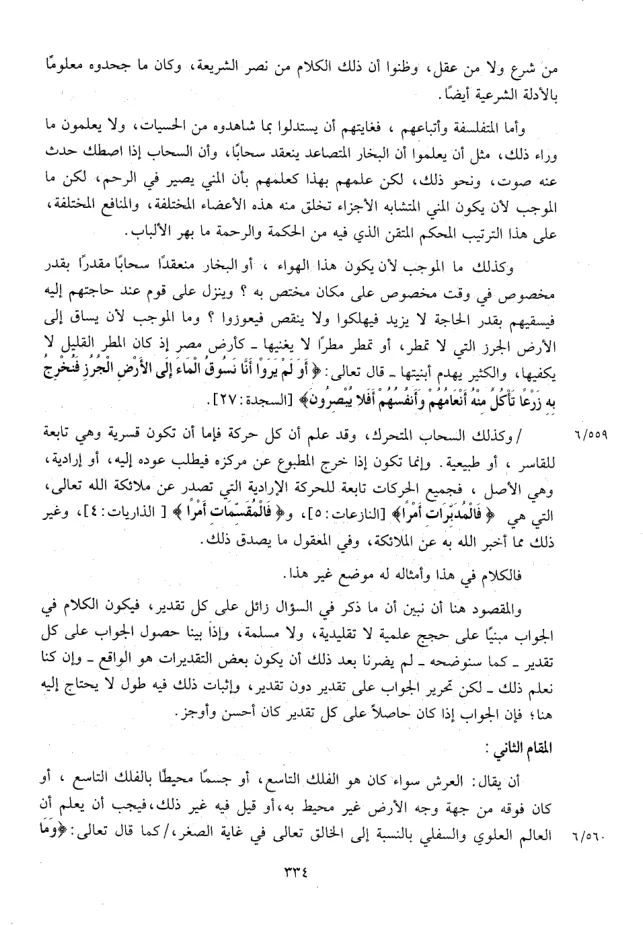 من شرع ولا من عقل، وظنوا أن ذلك الكلام من نصر الشريعة، وكان ما جحدوه معلومًا
بالأدلة الشرعية أيضًا.
وأما المتفلسفة وأتباعهم ، فغايتهم أن يستدلوا بما شاهدوه من الحسيات، ولا يعلمون ما
وراء ذلك، مثل أن يعلموا أن البخار المتصاعد ينعقد سحابًا، وأن السحاب إذا اصطك حدث
عنه صوت، ونحو ذلك، لكن علمهم بهذا كعلمهم بأن المني يصير في الرحم، لكن ما
الموجب لأن يكون المني المتشابه الأجزاء تخلق منه هذه الأعضاء المختلفة، والمنافع المختلفة،
على هذا الترتيب المحكم المتقن الذي فيه من الحكمة والرحمة ما بهر الألباب.
وكذلك ما الموجب لأن يكون هذا الهواء ، أو البخار منعقدًا سحابًا مقدرًا بقدر
مخصوص في وقت مخصوص على مكان مختص به ؟ وينزل على قوم عند حاجتهم إليه
فيسقيهم بقدر الحاجة لا يزيد فيهلكوا ولا ينقص فيعوزوا ؟ وما الموجب لأن يساق إلى
الأرض الجرز التي لا تمطر، أو تمطر مطرًا لا يغنيها ـ كأرض مصر إذ كان المطر القليل لا
يكفيها، والكثير يهدم أبنيتها ـ قال تعالى: ﴿ أَوَ لَمْ يَرَوْا أَنَّا نَسُوقُ الْمَاءَ إِلَى الأَرْضِ الْجُرُزِ فَنُخْرِجُ
بِهِ زَرْعًا تَأْكُلُ مِنْهُ أَنْعَامُهُمْ وَأَنفُسُهُمْ أَفَلا يُبْصِرُونَ﴾ [السجدة:٢٧].
/ وكذلك السحاب المتحرك، وقد علم أن كل حركة فإما أن تكون قسرية وهي تابعة ٦/٥٥٩
للقاسر ، أو طبيعية. وإنما تكون إذا خرج المطبوع عن مركزه فيطلب عوده إليه، أو إرادية،
وهي الأصل ، فجميع الحركات تابعة للحركة الإرادية التي تصدر عن ملائكة الله تعالى،
التي هي ﴿ فَالْمُدَبِّرَاتِ أَمْرًا﴾ [النازعات:٥]، و﴿ فَالْمُقَسِّمَاتِ أَمْرًا ﴾ [ الذاريات:٤]، وغير
ذلك مما أخبر الله به عن الملائكة، وفي المعقول ما يصدق ذلك.
فالكلام في هذا وأمثاله له موضع غير هذا.
والمقصود هنا أن نبين أن ما ذكر في السؤال زائل على كل تقدير، فيكون الكلام في
الجواب مبنيًا على حجج علمية لا تقليدية، ولا مسلمة، وإذا بينا حصول الجواب على كل
تقدير ـ كما سنوضحه ـ لم يضرنا بعد ذلك أن يكون بعض التقديرات هو الواقع ـ وإن كنا
نعلم ذلك ـ لكن تحرير الجواب على تقدير دون تقدير، وإثبات ذلك فيه طول لا يحتاج إليه
هنا؛ فإن الجواب إذا كان حاصلاً على كل تقدير كان أحسن وأوجز.
المقام الثاني :
أن يقال: العرش سواء كان هو الفلك التاسع، أو جسمًا محيطًا بالفلك التاسع ، أو
كان فوقه من جهة وجه الأرض غير محيط به،أو قيل فيه غير ذلك،فيجب أن يعلم أن
العالم العلوي والسفلي بالنسبة إلى الخالق تعالى في غاية الصغر،/ كما قال تعالى: ﴿وَمَا ٦/٥٦٠
٣٣٤